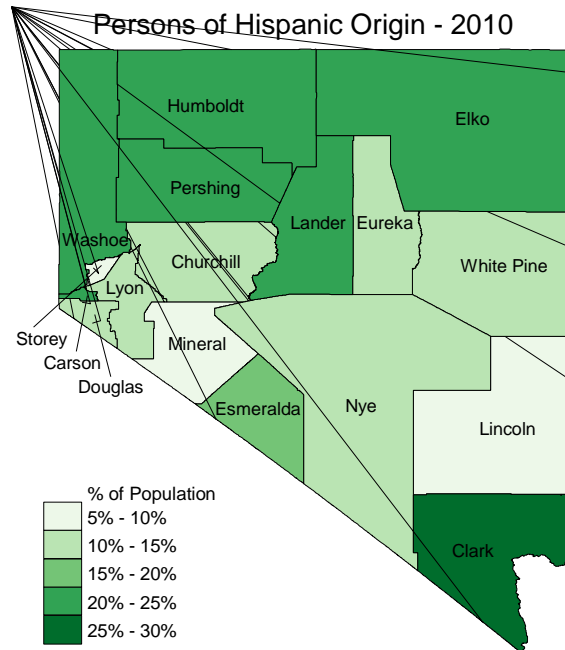 Persons of Hispanic Origin - 2010
Humboldt
Elko
Pershing
Lander
Eureka
Washoe
Churchill
White Pine
Lyon
Storey
Carson
Douglas
Mineral
Esmeralda
Nye
Lincoln
Clark
% of Population
5% - 10%
10% - 15%
15% - 20%
20% - 25%
25% - 30%